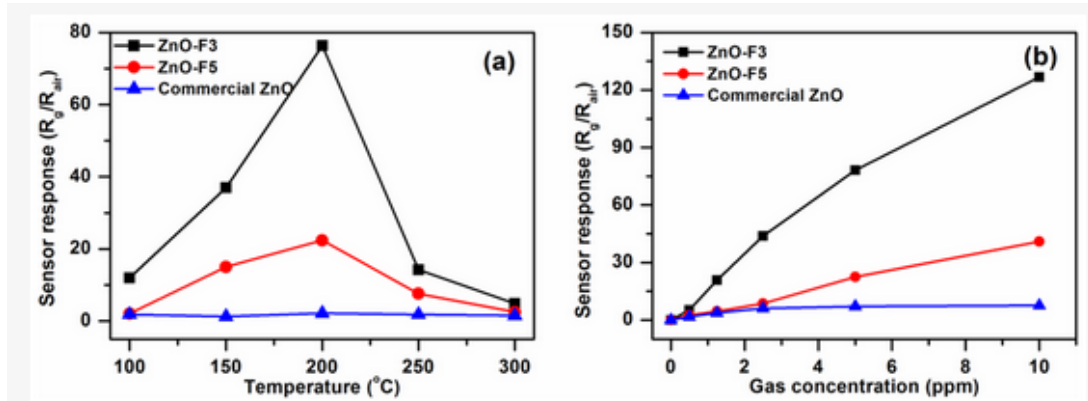 80
60
40
20
0
ZnO-F3
ZnO-F5
Commercial ZnO
(a)
Sensor response (Rg/Rair)
100 150 200 250 300
Temperature (°C)
150
120
90
60
30
0
ZnO-F3
ZnO-F5
Commercial ZnO
(b)
Sensor response (Rg/Rair)
0 2 4 6 8 10
Gas concentration (ppm)